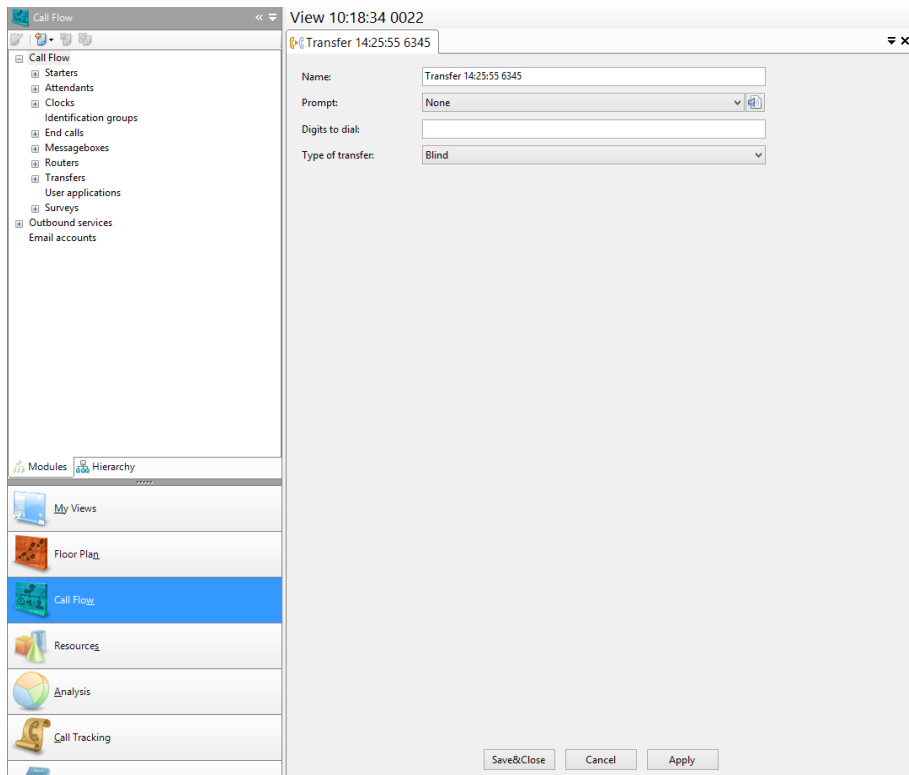 Call Flow
Call Flow
Starters
Attendants
Clocks
Identification groups
End calls
Messageboxes
Routers
Transfers
User applications
Surveys
Outbound services
Email accounts
Modules Hierarchy
My Views
Floor Plan
Call Flow
Resources
Analysis
Call Tracking
View 10:18:34 0022
Transfer 14:25:55 6345
Name: Transfer 14:25:55 6345
Prompt: None
Digits to dial:
Type of transfer: Blind
Save&Close Cancel Apply